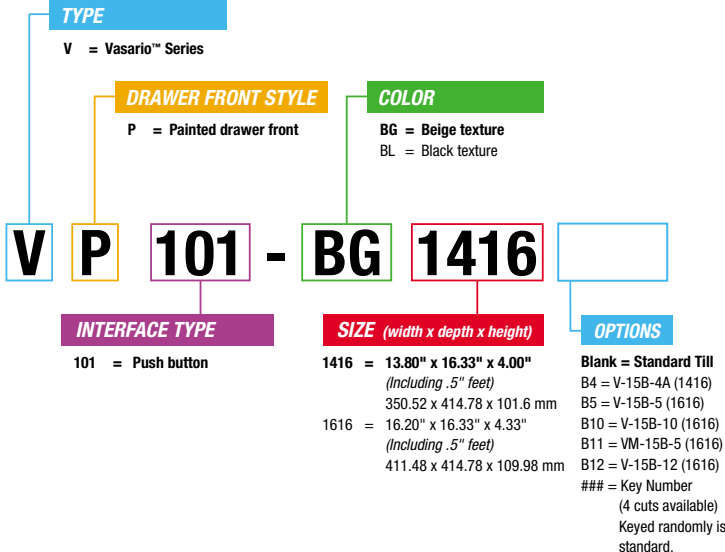 TYPE
V = Vasario™ Series
DRAWER FRONT STYLE
P = Painted drawer front
COLOR
BG = Beige texture
BL = Black texture
V P 101 - BG 1416
INTERFACE TYPE
101 = Push button
SIZE (width x depth x height)
1416 = 13.80" x 16.33" x 4.00"
(Including .5" feet)
350.52 x 414.78 x 101.6 mm
1616 = 16.20" x 16.33" x 4.33"
(Including .5" feet)
411.48 x 414.78 x 109.98 mm
OPTIONS
Blank = Standard Till
B4 = V-15B-4A (1416)
B5 = V-15B-5 (1616)
B10 = V-15B-10 (1616)
B11 = VM-15B-5 (1616)
B12 = V-15B-12 (1616)
### = Key Number
(4 cuts available)
Keyed randomly is
standard.